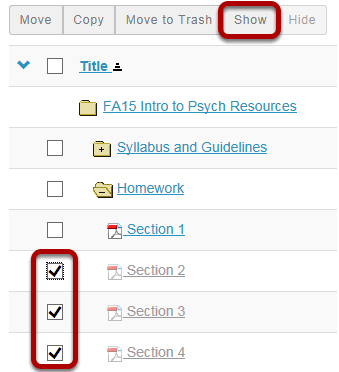 Move Copy Move to Trash Show Hide
Title
FA15 Intro to Psych Resources
Syllabus and Guidelines
Homework
Section 1
Section 2
Section 3
Section 4